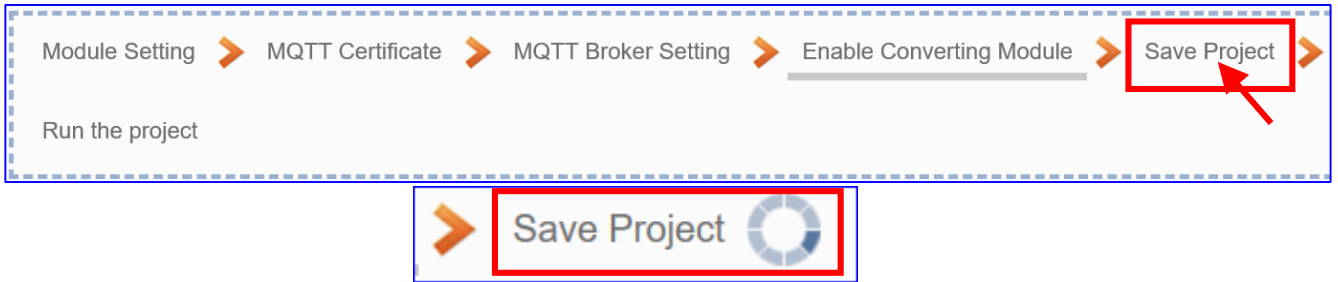 Module Setting MQTT Certificate MQTT Broker Setting Enable Converting Module Save Project
Run the project
Save Project